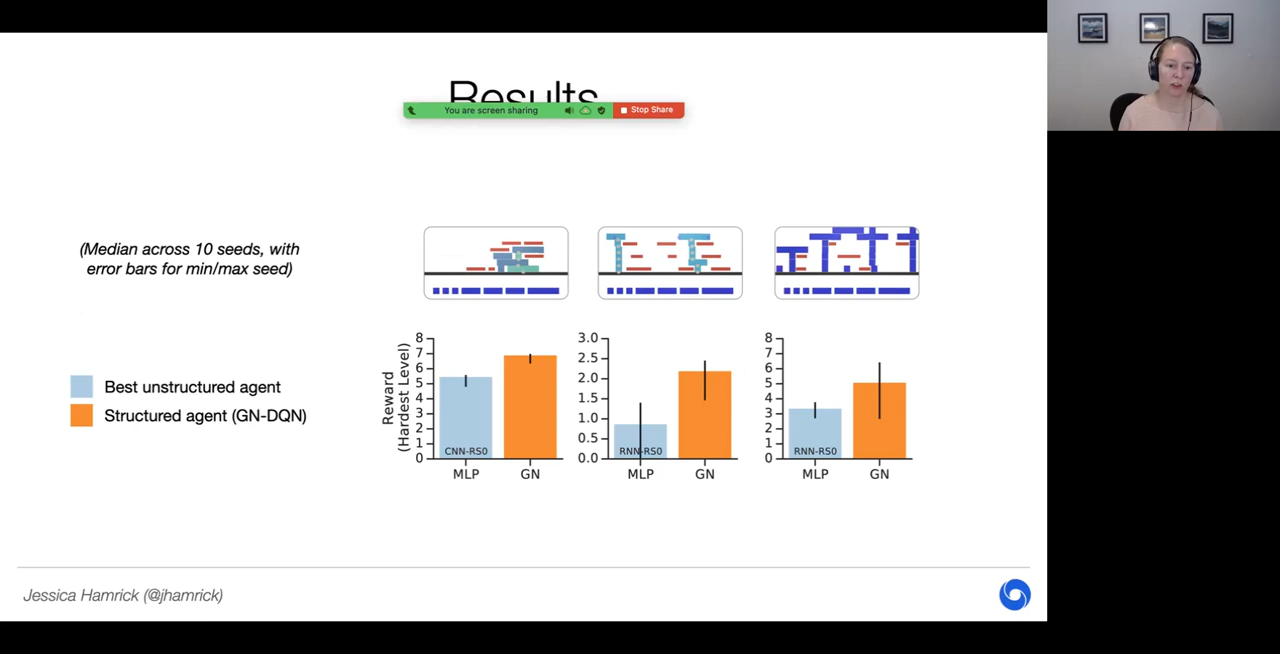 Results
You are screen sharing
Stop Share
(Median across 10 seeds, with
error bars for min/max seed)
Best unstructured agent
Structured agent (GN-DQN)
Reward
(Hardest Level)
8
7
6
5
4
3
2
1
0
CNN-RS0
MLP
GN
3.0
2.5
2.0
1.5
1.0
0.5
0.0
RNN-RS0
MLP
GN
8
7
6
5
4
3
2
1
0
RNN-RS0
MLP
GN
Jessica Hamrick (@jhamrick)